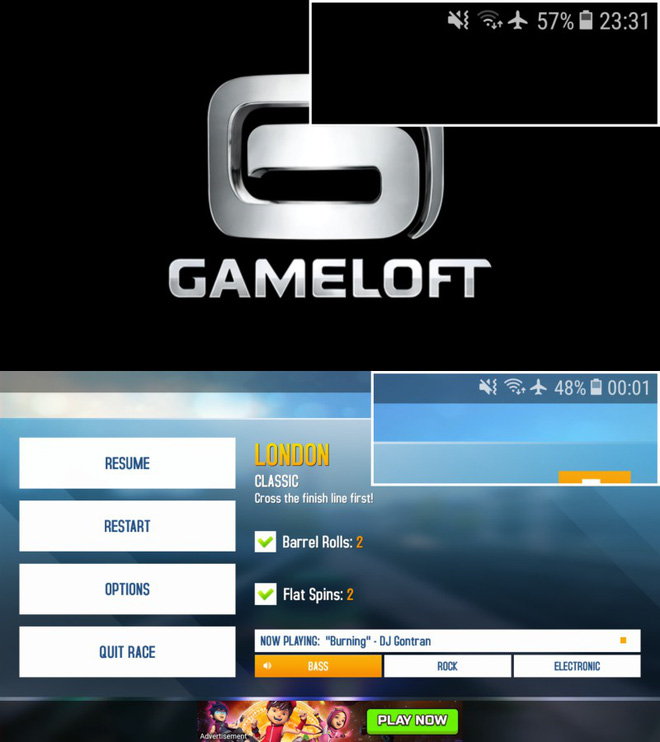 57% 23:31
GAMELOFT
48% 00:01
RESUME
RESTART
OPTIONS
QUIT RACE
LONDON
CLASSIC
Cross the finish line first!
Barrel Rolls: 2
Flat Spins: 2
NOW PLAYING: "Burning" - DJ Gontran
BASS
ROCK
ELECTRONIC
Advertisement
PLAY NOW